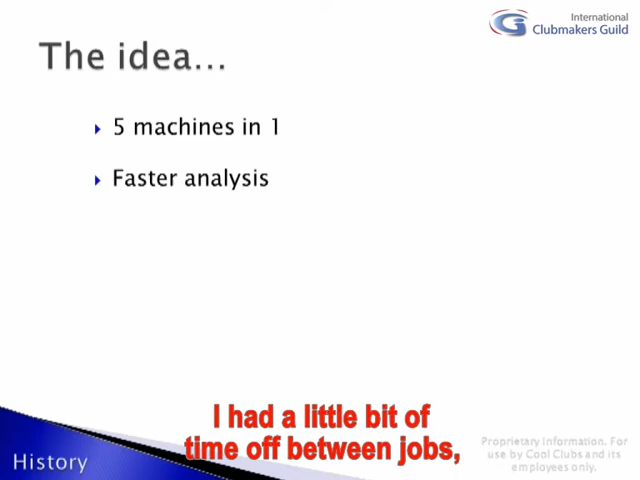 International
Clubmakers Guild
The idea...
5 machines in 1
Faster analysis
I had a little bit of
time off between jobs,
Proprietary Information. For
use by Cool Clubs and its
employees only.
History